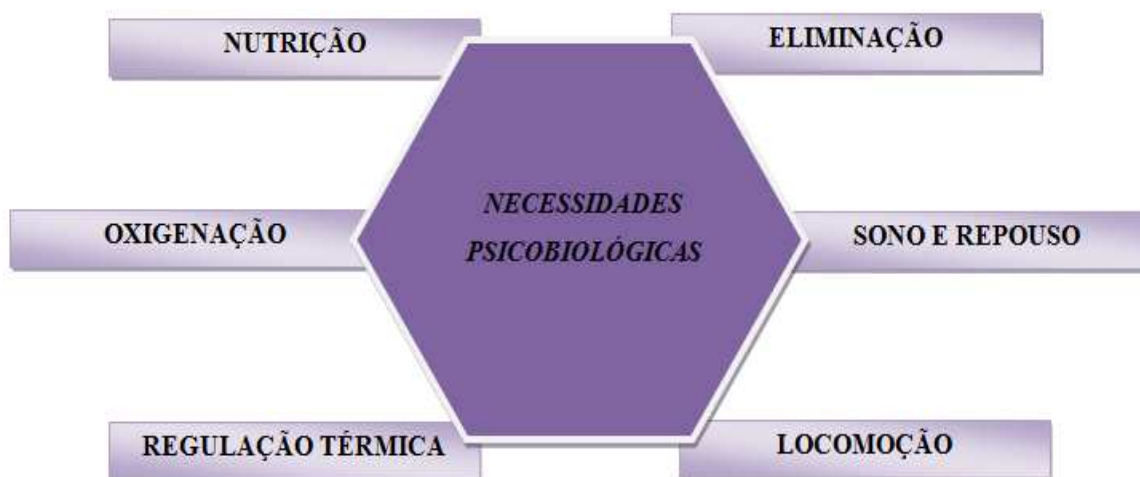 NUTRIÇÃO
ELIMINAÇÃO
NECESSIDADES
PSICOBIOLÓGICAS
OXIGENAÇÃO
SONO E REPOUSO
REGULAÇÃO TÉRMICA
LOCOMOÇÃO